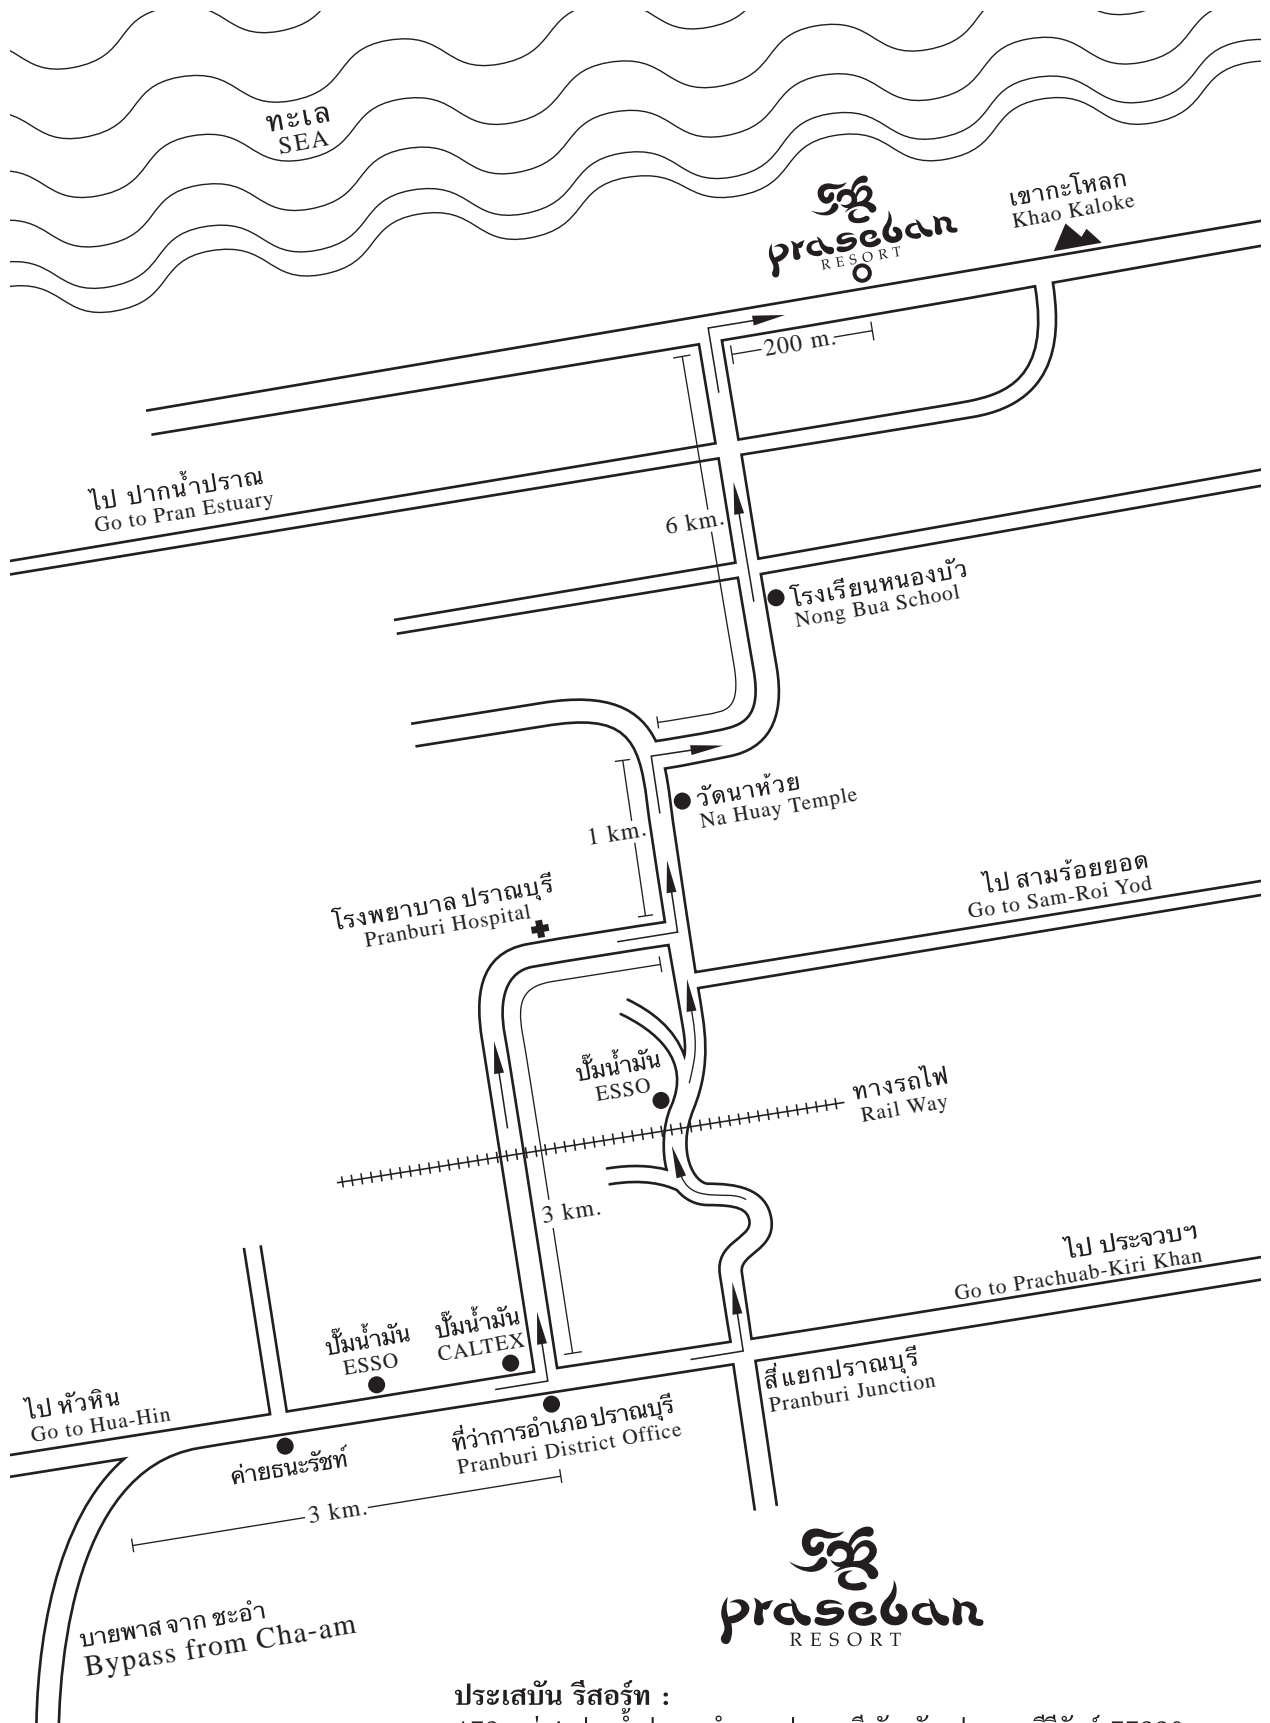 ทะเล
SEA
praseban
RESORT
เขากะโหลก
Khao Kaloke
200 m.
ไป ปากน้ำปราณ
Go to Pran Estuary
6 km.
โรงเรียนหนองบัว
Nong Bua School
วัดนาห้วย
Na Huay Temple
1 km.
ไป สามร้อยยอด
Go to Sam-Roi Yod
โรงพยาบาล ปราณบุรี
Pranburi Hospital
ปั๊มน้ำมัน
ESSO
ทางรถไฟ
Rail Way
3 km.
ไป ประจวบฯ
Go to Prachuab-Kiri Khan
ปั๊มน้ำมัน
ESSO
ปั๊มน้ำมัน
CALTEX
สี่แยกปราณบุรี
Pranburi Junction
ไป หัวหิน
Go to Hua-Hin
ค่ายธนะรัชท์
ที่ว่าการอำเภอ ปราณบุรี
Pranburi District Office
3 km.
บายพาส จาก ชะอำ
Bypass from Cha-am
praseban
RESORT
ประเสบัน รีสอร์ท :